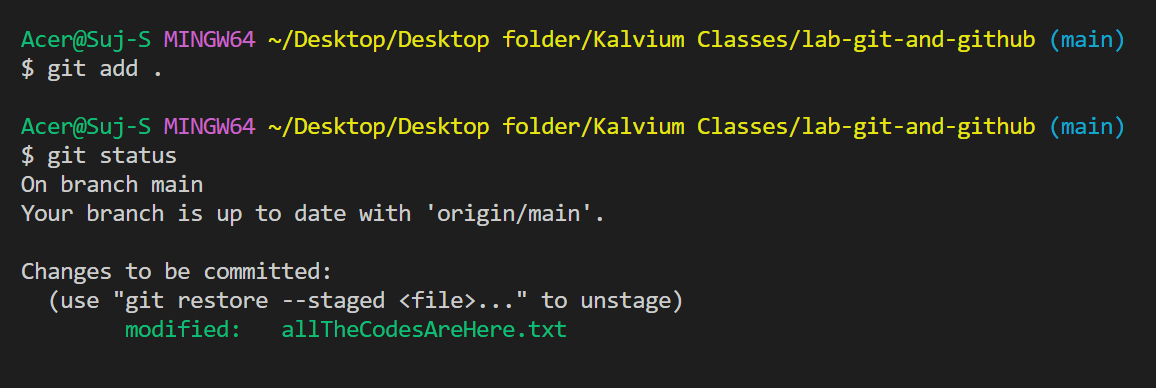 Acer@Suj-S MINGW64 ~/Desktop/Desktop folder/Kalvium Classes/lab-git-and-github (main)
$ git add .
Acer@Suj-S MINGW64 ~/Desktop/Desktop folder/Kalvium Classes/lab-git-and-github (main)
$ git status
On branch main
Your branch is up to date with 'origin/main'.
Changes to be committed:
  (use "git restore --staged <file>..." to unstage)
        modified:   allTheCodesAreHere.txt